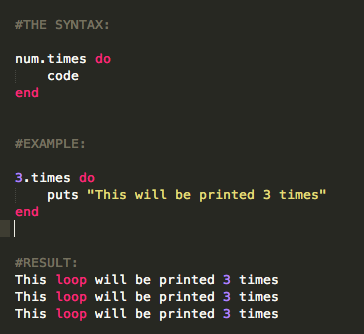 #THE SYNTAX:
num.times do
code
end
#EXAMPLE:
3.times do
puts "This will be printed 3 times"
end
#RESULT:
This loop will be printed 3 times
This loop will be printed 3 times
This loop will be printed 3 times